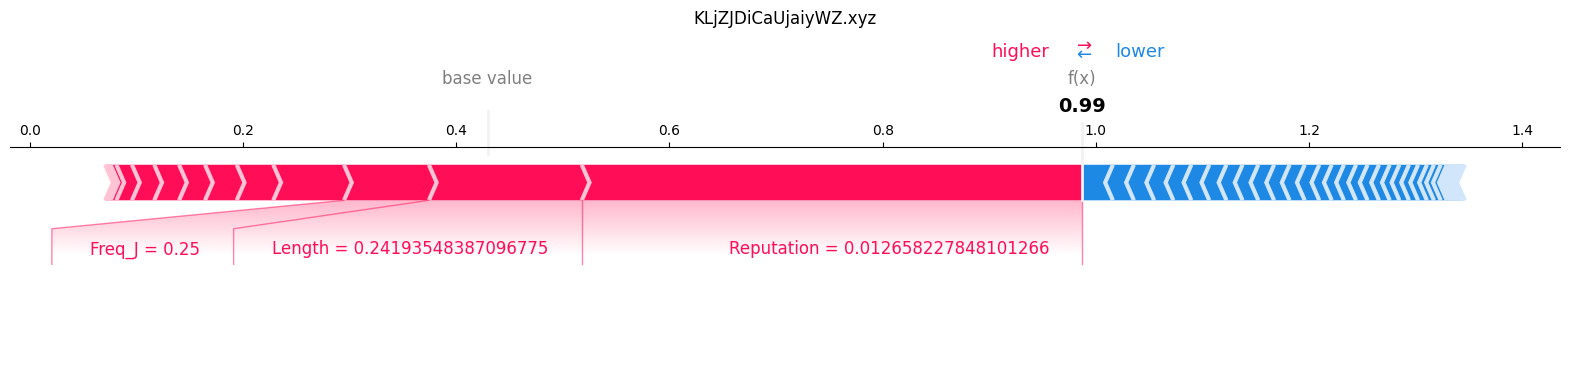 KLjZJDiCaUjaiyWZ.xyz
higher → ← lower
base value f(x)
0.99
0.0 0.2 0.4 0.6 0.8 1.0 1.2 1.4
Freq_J = 0.25 Length = 0.24193548387096775 Reputation = 0.012658227848101266